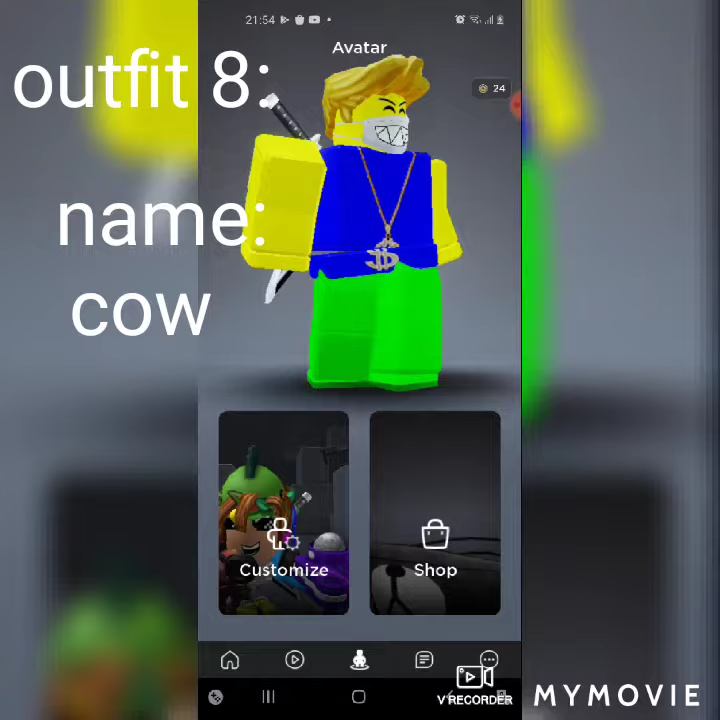 21:54
Avatar
outfit 8:
24
name:
cow
Customize
Shop
V RECORDER
MYMOVIE